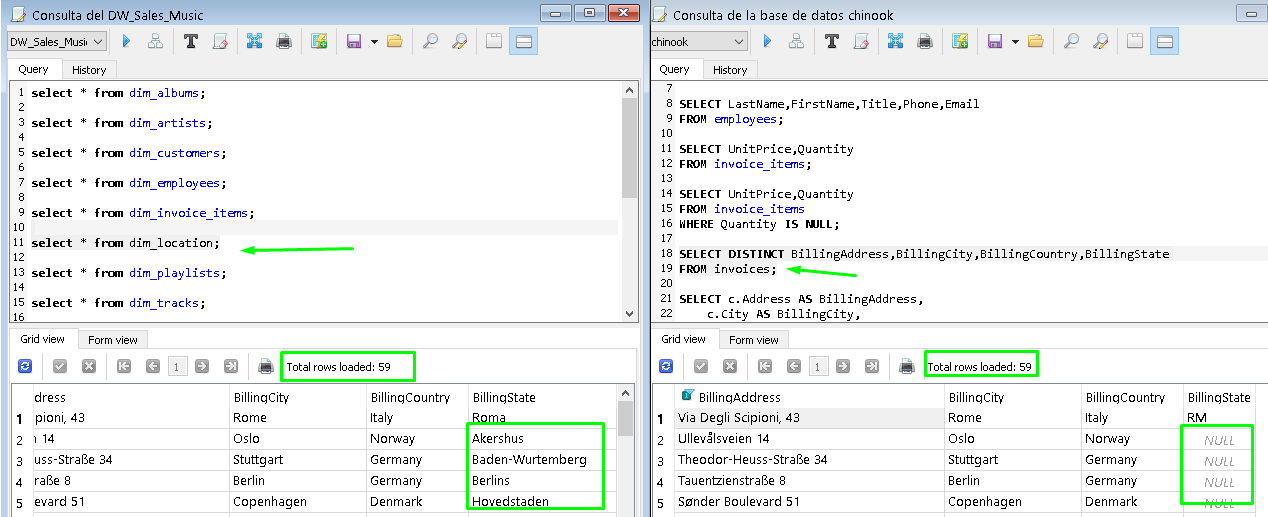 Consulta del DW_Sales_Music
DW_Sales_Musi
Query History
1 select * from dim_albums;
2
3 select * from dim_artists;
4
5 select * from dim_customers;
6
7 select * from dim_employees;
8
9 select * from dim_invoice_items;
10
11 select * from dim_location;
12
13 select * from dim_playlists;
14
15 select * from dim_tracks;
16
Grid view Form view
1 Total rows loaded: 59
ddress BillingCity BillingCountry BillingState
1 ipioni, 43 Rome Italy Roma
2 n 14 Oslo Norway Akershus
3 uss-Straße 34 Stuttgart Germany Baden-Wurtemberg
4 raße 8 Berlin Germany Berlins
5 evard 51 Copenhagen Denmark Hovedstaden
Consulta de la base de datos chinook
chinook
Query History
7
8 SELECT LastName,FirstName,Title,Phone,Email
9 FROM employees;
10
11 SELECT UnitPrice,Quantity
12 FROM invoice_items;
13
14 SELECT UnitPrice,Quantity
15 FROM invoice_items
16 WHERE Quantity IS NULL;
17
18 SELECT DISTINCT BillingAddress,BillingCity,BillingCountry,BillingState
19 FROM invoices;
20
21 SELECT c.Address AS BillingAddress,
22 c.City AS BillingCity,
Grid view Form view
1 Total rows loaded: 59
BillingAddress BillingCity BillingCountry BillingState
1 Via Degli Scipioni, 43 Rome Italy RM
2 Ullevålsveien 14 Oslo Norway NULL
3 Theodor-Heuss-Straße 34 Stuttgart Germany NULL
4 Tauentzienstraße 8 Berlin Germany NULL
5 Sønder Boulevard 51 Copenhagen Denmark NULL